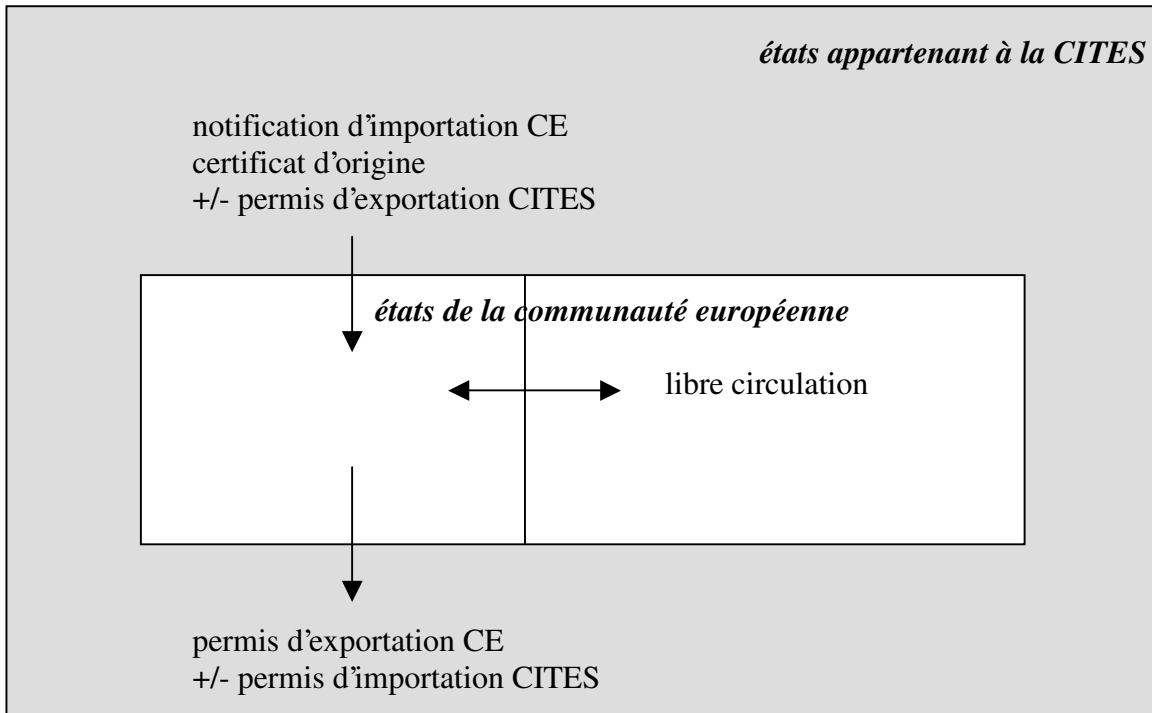 états appartenant à la CITES
notification d’importation CE
certificat d’origine
+/- permis d’exportation CITES
états de la communauté européenne
libre circulation
permis d’exportation CE
+/- permis d’importation CITES